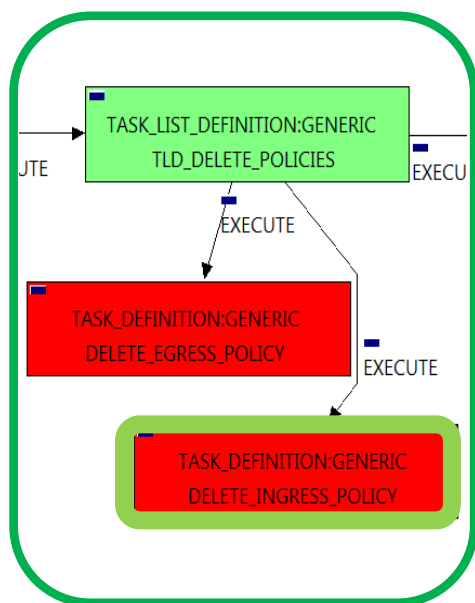 TASK_LIST_DEFINITION:GENERIC
TLD_DELETE_POLICIES
UTE
EXECU
EXECUTE
TASK_DEFINITION:GENERIC
DELETE_EGRESS_POLICY
EXECUTE
TASK_DEFINITION:GENERIC
DELETE_INGRESS_POLICY